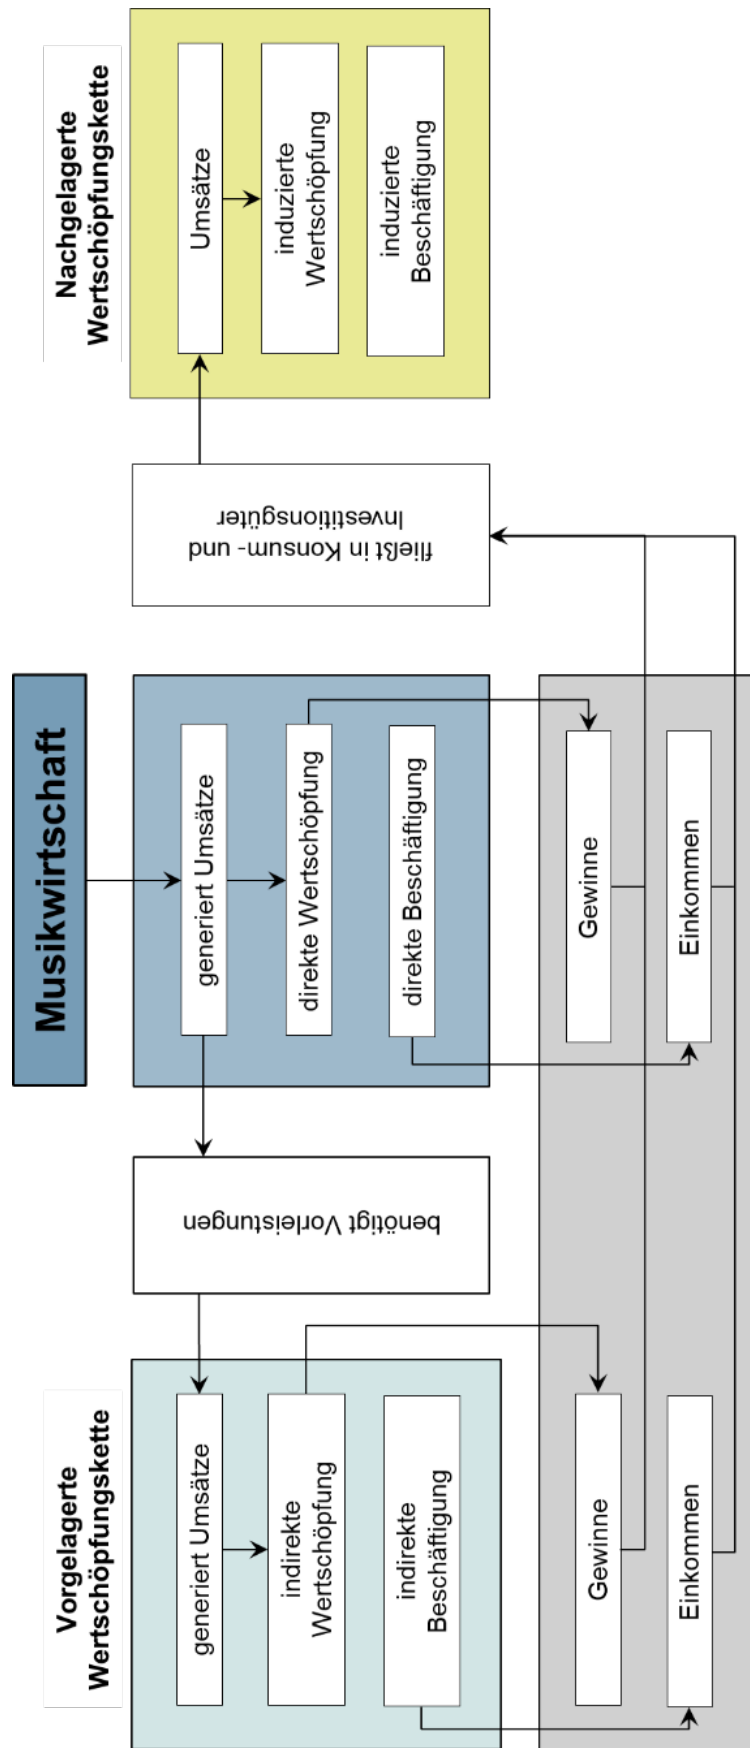 Musikwirtschaft
Vorgelagerte
Wertschöpfungskette
generiert Umsätze
indirekte
Wertschöpfung
indirekte
Beschäftigung
benötigt Vorleistungen
generiert Umsätze
direkte Wertschöpfung
direkte Beschäftigung
fließt in Konsum- und
Investitionsgüter
Nachgelagerte
Wertschöpfungskette
Umsätze
induzierte
Wertschöpfung
induzierte
Beschäftigung
Gewinne
Einkommen
Gewinne
Einkommen